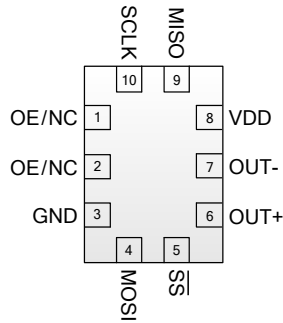 SCLK
MISO
10
9
OE/NC 1
8 VDD
OE/NC 2
7 OUT-
GND 3
6 OUT+
4
5
MOSI
SS